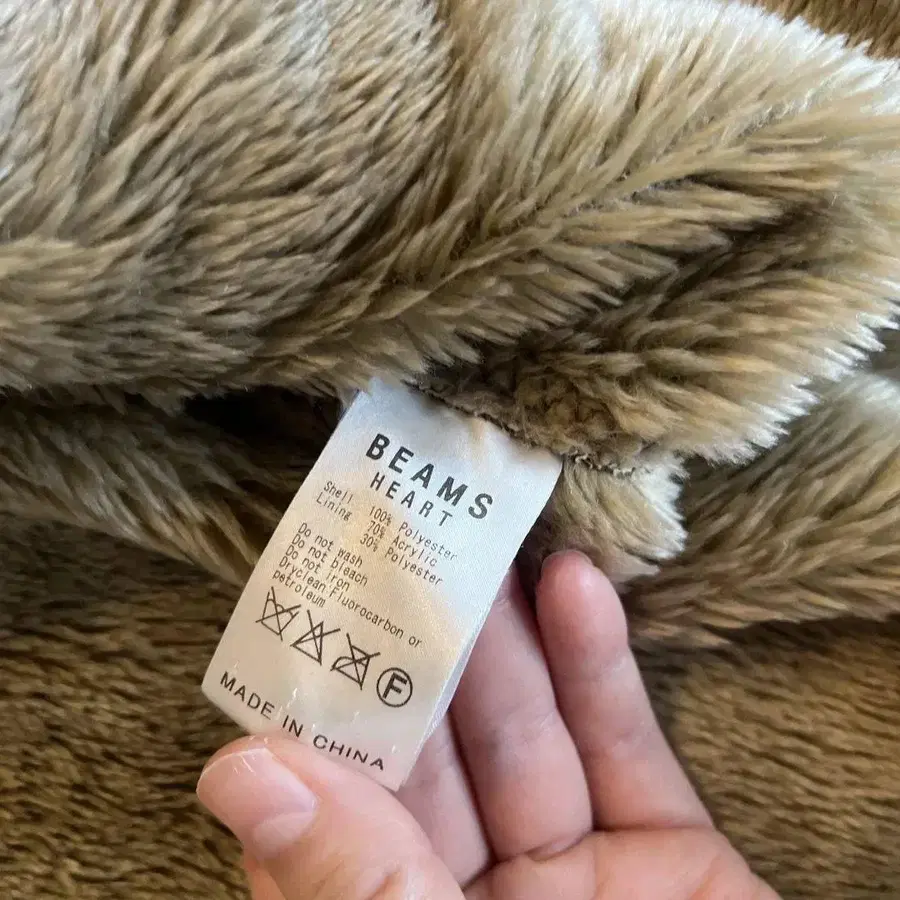 BEAMS
HEART
Shell 100% Polyester
Lining 70% Acrylic
30% Polyester
Do not wash
Do not bleach
Do not iron
Dryclean,Fluorocarbon or
petroleum
F
MADE IN CHINA